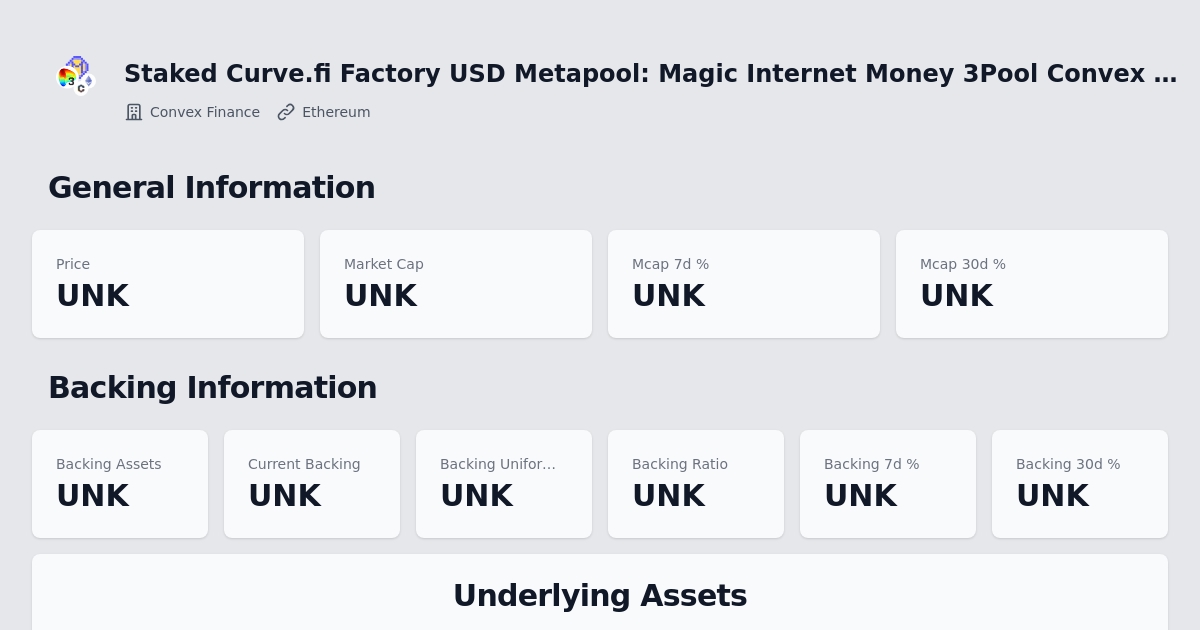 Staked Curve.fi Factory USD Metapool: Magic Internet Money 3Pool Convex …
Convex Finance Ethereum
General Information
Price Market Cap Mcap 7d % Mcap 30d %
UNK UNK UNK UNK
Backing Information
Backing Assets Current Backing Backing Unifor… Backing Ratio Backing 7d % Backing 30d %
UNK UNK UNK UNK UNK UNK
Underlying Assets